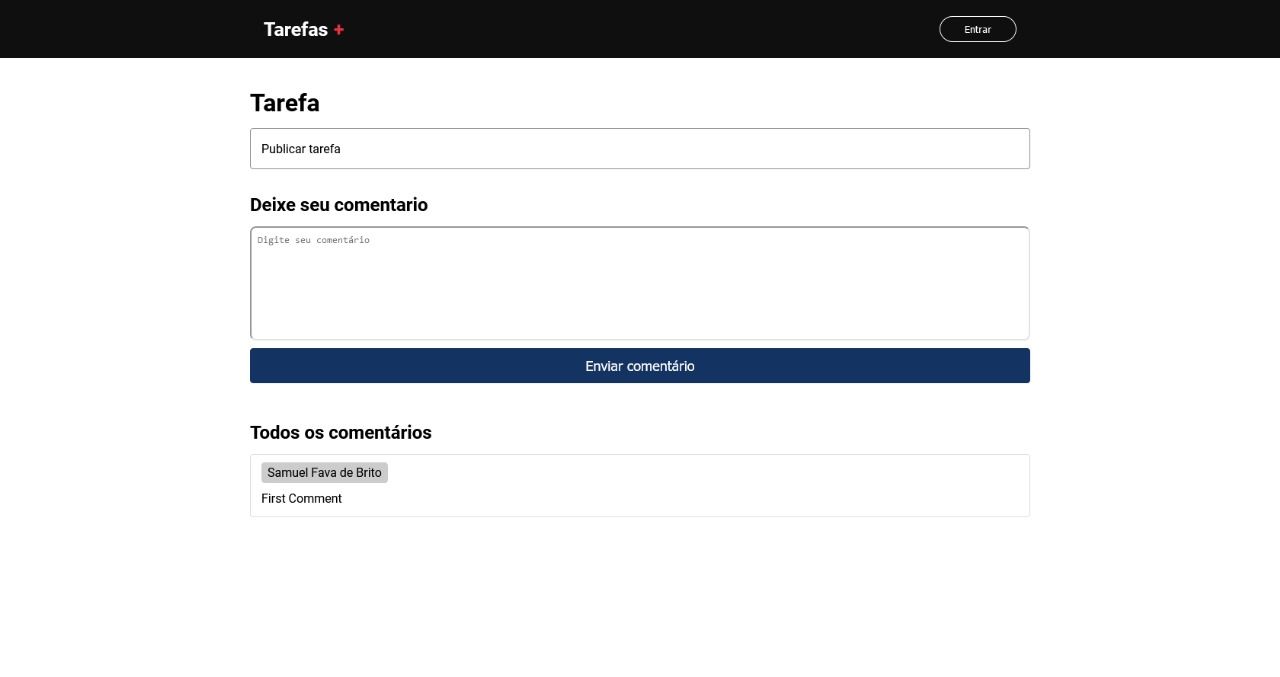 Tarefas +
Entrar
Tarefa
Publicar tarefa
Deixe seu comentario
Digite seu comentário
Enviar comentário
Todos os comentários
Samuel Fava de Brito
First Comment